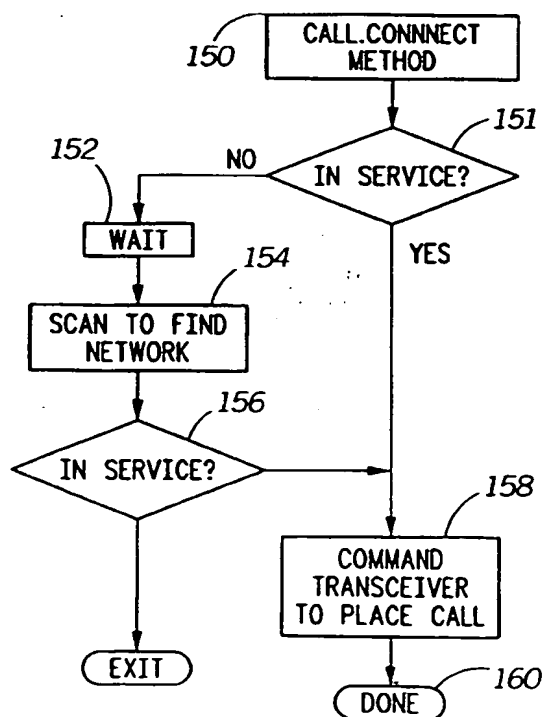 150
CALL.CONNNECT
METHOD
151
IN SERVICE?
NO
YES
152
WAIT
154
SCAN TO FIND
NETWORK
156
IN SERVICE?
158
COMMAND
TRANSCEIVER
TO PLACE CALL
EXIT
DONE
160